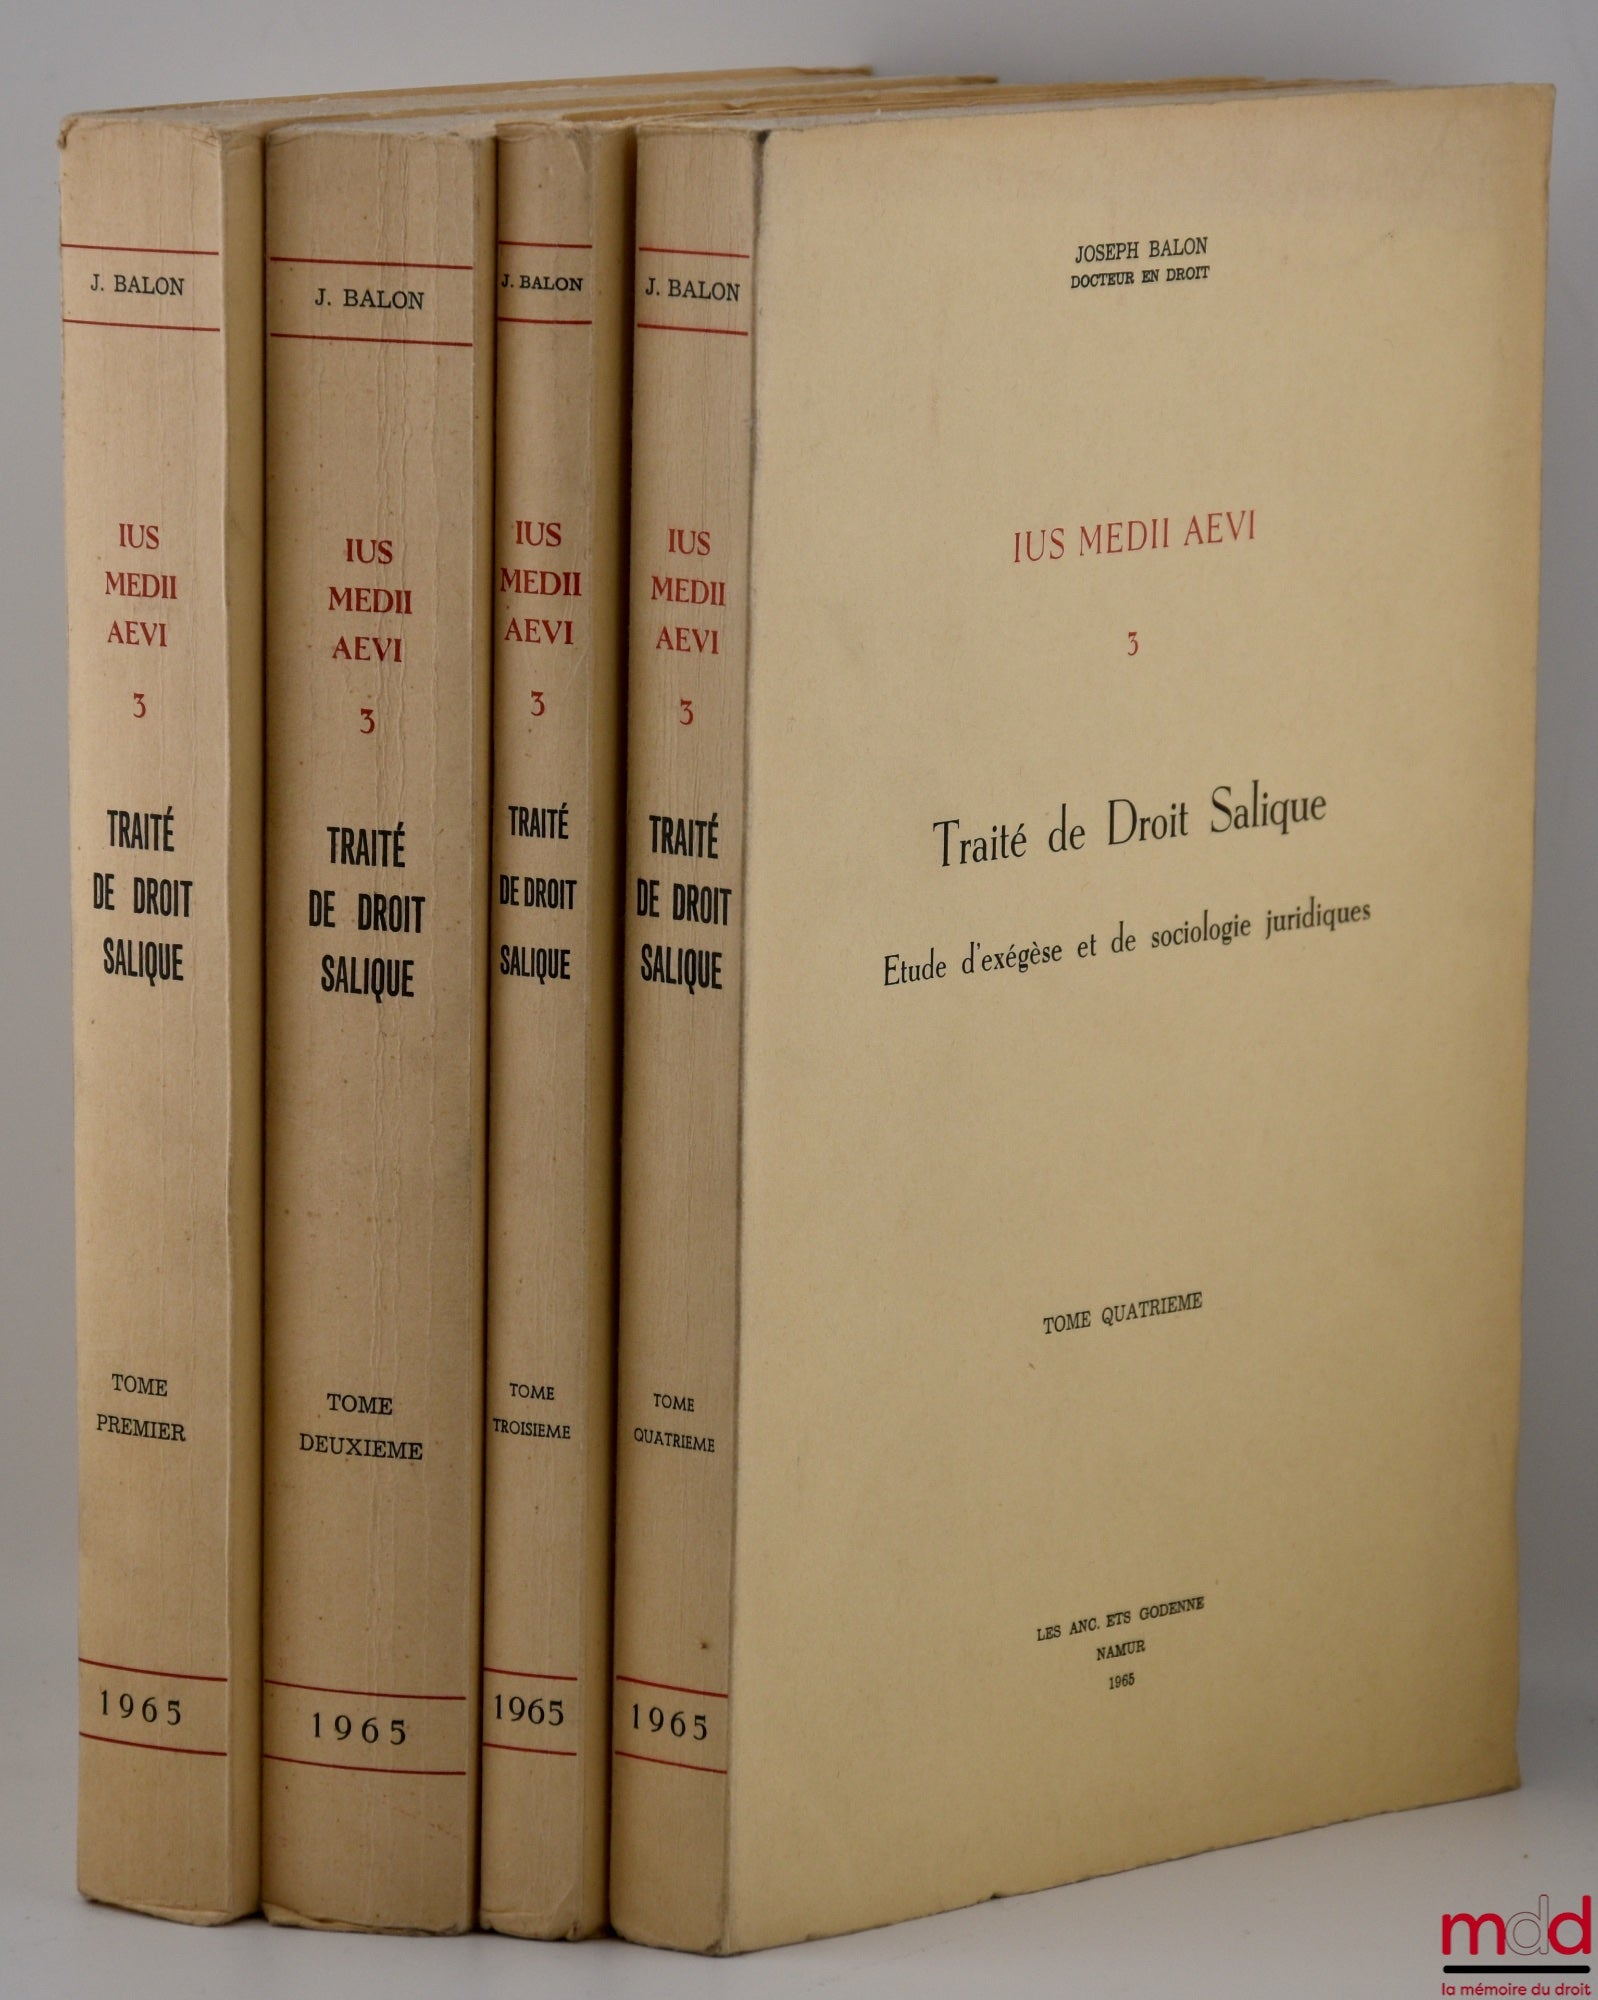 J. BALON
IUS
MEDII
AEVI
3
TRAITÉ
DE DROIT
SALIQUE
TOME
PREMIER
1965
J. BALON
IUS
MEDII
AEVI
3
TRAITÉ
DE DROIT
SALIQUE
TOME
DEUXIEME
1965
J. BALON
IUS
MEDII
AEVI
3
TRAITÉ
DE DROIT
SALIQUE
TOME
TROISIEME
1965
J. BALON
IUS
MEDII
AEVI
3
TRAITÉ
DE DROIT
SALIQUE
TOME
QUATRIEME
1965
JOSEPH BALON
DOCTEUR EN DROIT
IUS MEDII AEVI
3
Traité de Droit Salique
Etude d'exégèse et de sociologie juridiques
TOME QUATRIEME
LES ANC. ETS GODENNE
NAMUR
1965
mdd
la mémoire du droit